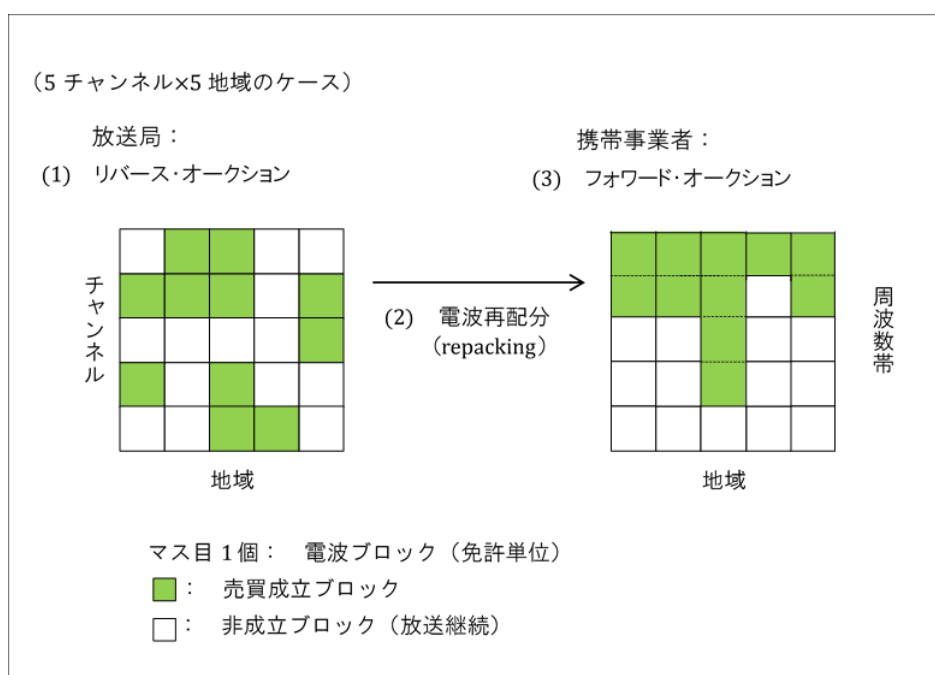 （5 チャンネル×5 地域のケース）
放送局：
(1) リバース・オークション
携帯事業者：
(3) フォワード・オークション
チャンネル
(2) 電波再配分
（repacking）
周波数帯
地域
地域
マス目 1 個： 電波ブロック（免許単位）
： 売買成立ブロック
： 非成立ブロック（放送継続）